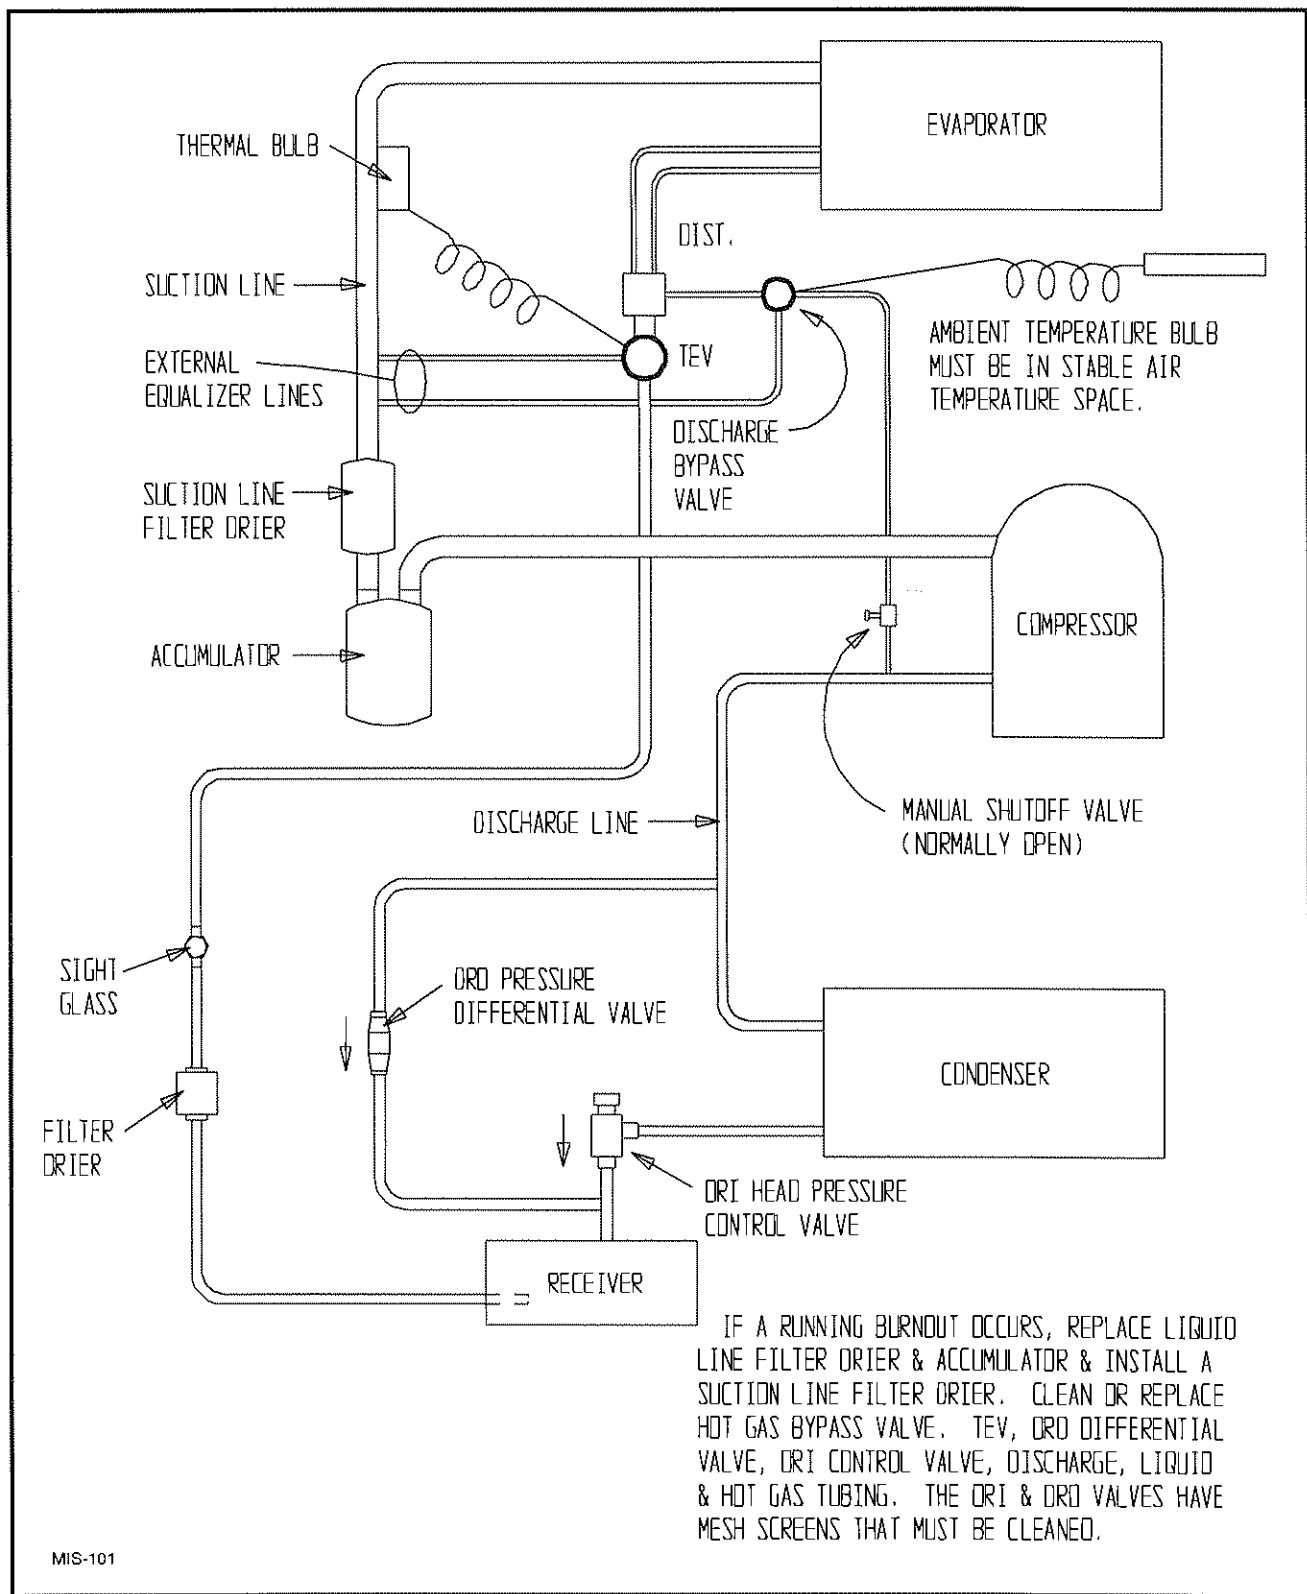 EVAPORATOR
THERMAL BULB
DIST.
SUCTION LINE
AMBIENT TEMPERATURE BULB
MUST BE IN STABLE AIR
TEMPERATURE SPACE.
EXTERNAL
EQUALIZER LINES
TEV
DISCHARGE
BYPASS
VALVE
SUCTION LINE
FILTER DRIER
COMPRESSOR
ACCUMULATOR
MANUAL SHUTOFF VALVE
(NORMALLY OPEN)
DISCHARGE LINE
SIGHT
GLASS
ORD PRESSURE
DIFFERENTIAL VALVE
CONDENSER
FILTER
DRIER
ORI HEAD PRESSURE
CONTROL VALVE
RECEIVER
IF A RUNNING BURNOUT OCCURS, REPLACE LIQUID
LINE FILTER DRIER & ACCUMULATOR & INSTALL A
SUCTION LINE FILTER DRIER. CLEAN OR REPLACE
HOT GAS BYPASS VALVE. TEV, ORD DIFFERENTIAL
VALVE, ORI CONTROL VALVE, DISCHARGE, LIQUID
& HOT GAS TUBING. THE ORI & ORD VALVES HAVE
MESH SCREENS THAT MUST BE CLEANED.
MIS-101